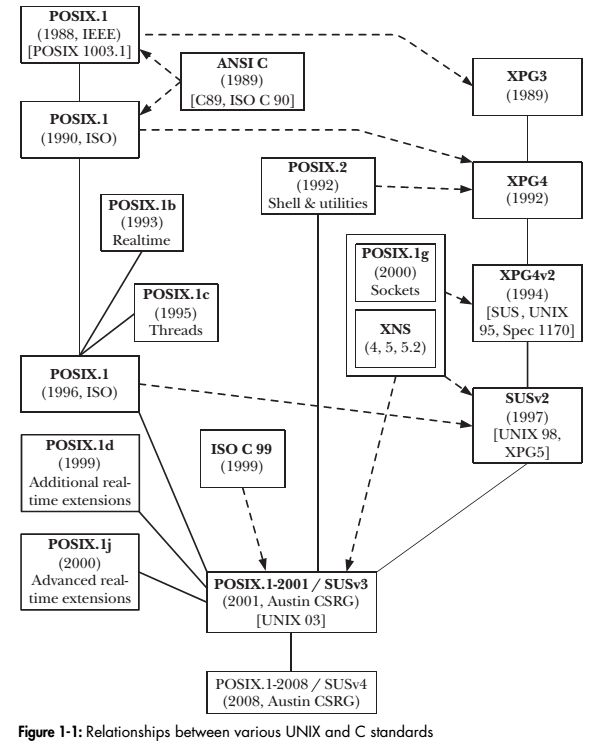 POSIX.1
(1988, IEEE)
[POSIX 1003.1]
ANSI C
(1989)
[C89, ISO C 90]
XPG3
(1989)
POSIX.1
(1990, ISO)
POSIX.2
(1992)
Shell & utilities
XPG4
(1992)
POSIX.1b
(1993)
Realtime
POSIX.1g
(2000)
Sockets
XPG4v2
(1994)
[SUS, UNIX
95, Spec 1170]
POSIX.1c
(1995)
Threads
XNS
(4, 5, 5.2)
POSIX.1
(1996, ISO)
SUSv2
(1997)
[UNIX 98,
XPG5]
POSIX.1d
(1999)
Additional real-
time extensions
ISO C 99
(1999)
POSIX.1j
(2000)
Advanced real-
time extensions
POSIX.1-2001 / SUSv3
(2001, Austin CSRG)
[UNIX 03]
POSIX.1-2008 / SUSv4
(2008, Austin CSRG)
Figure 1-1: Relationships between various UNIX and C standards